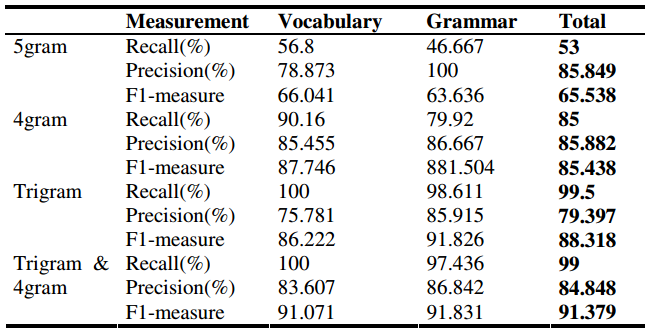 Measurement Vocabulary Grammar Total
5gram Recall(%) 56.8 46.667 53
Precision(%) 78.873 100 85.849
F1-measure 66.041 63.636 65.538
4gram Recall(%) 90.16 79.92 85
Precision(%) 85.455 86.667 85.882
F1-measure 87.746 881.504 85.438
Trigram Recall(%) 100 98.611 99.5
Precision(%) 75.781 85.915 79.397
F1-measure 86.222 91.826 88.318
Trigram & Recall(%) 100 97.436 99
4gram Precision(%) 83.607 86.842 84.848
F1-measure 91.071 91.831 91.379